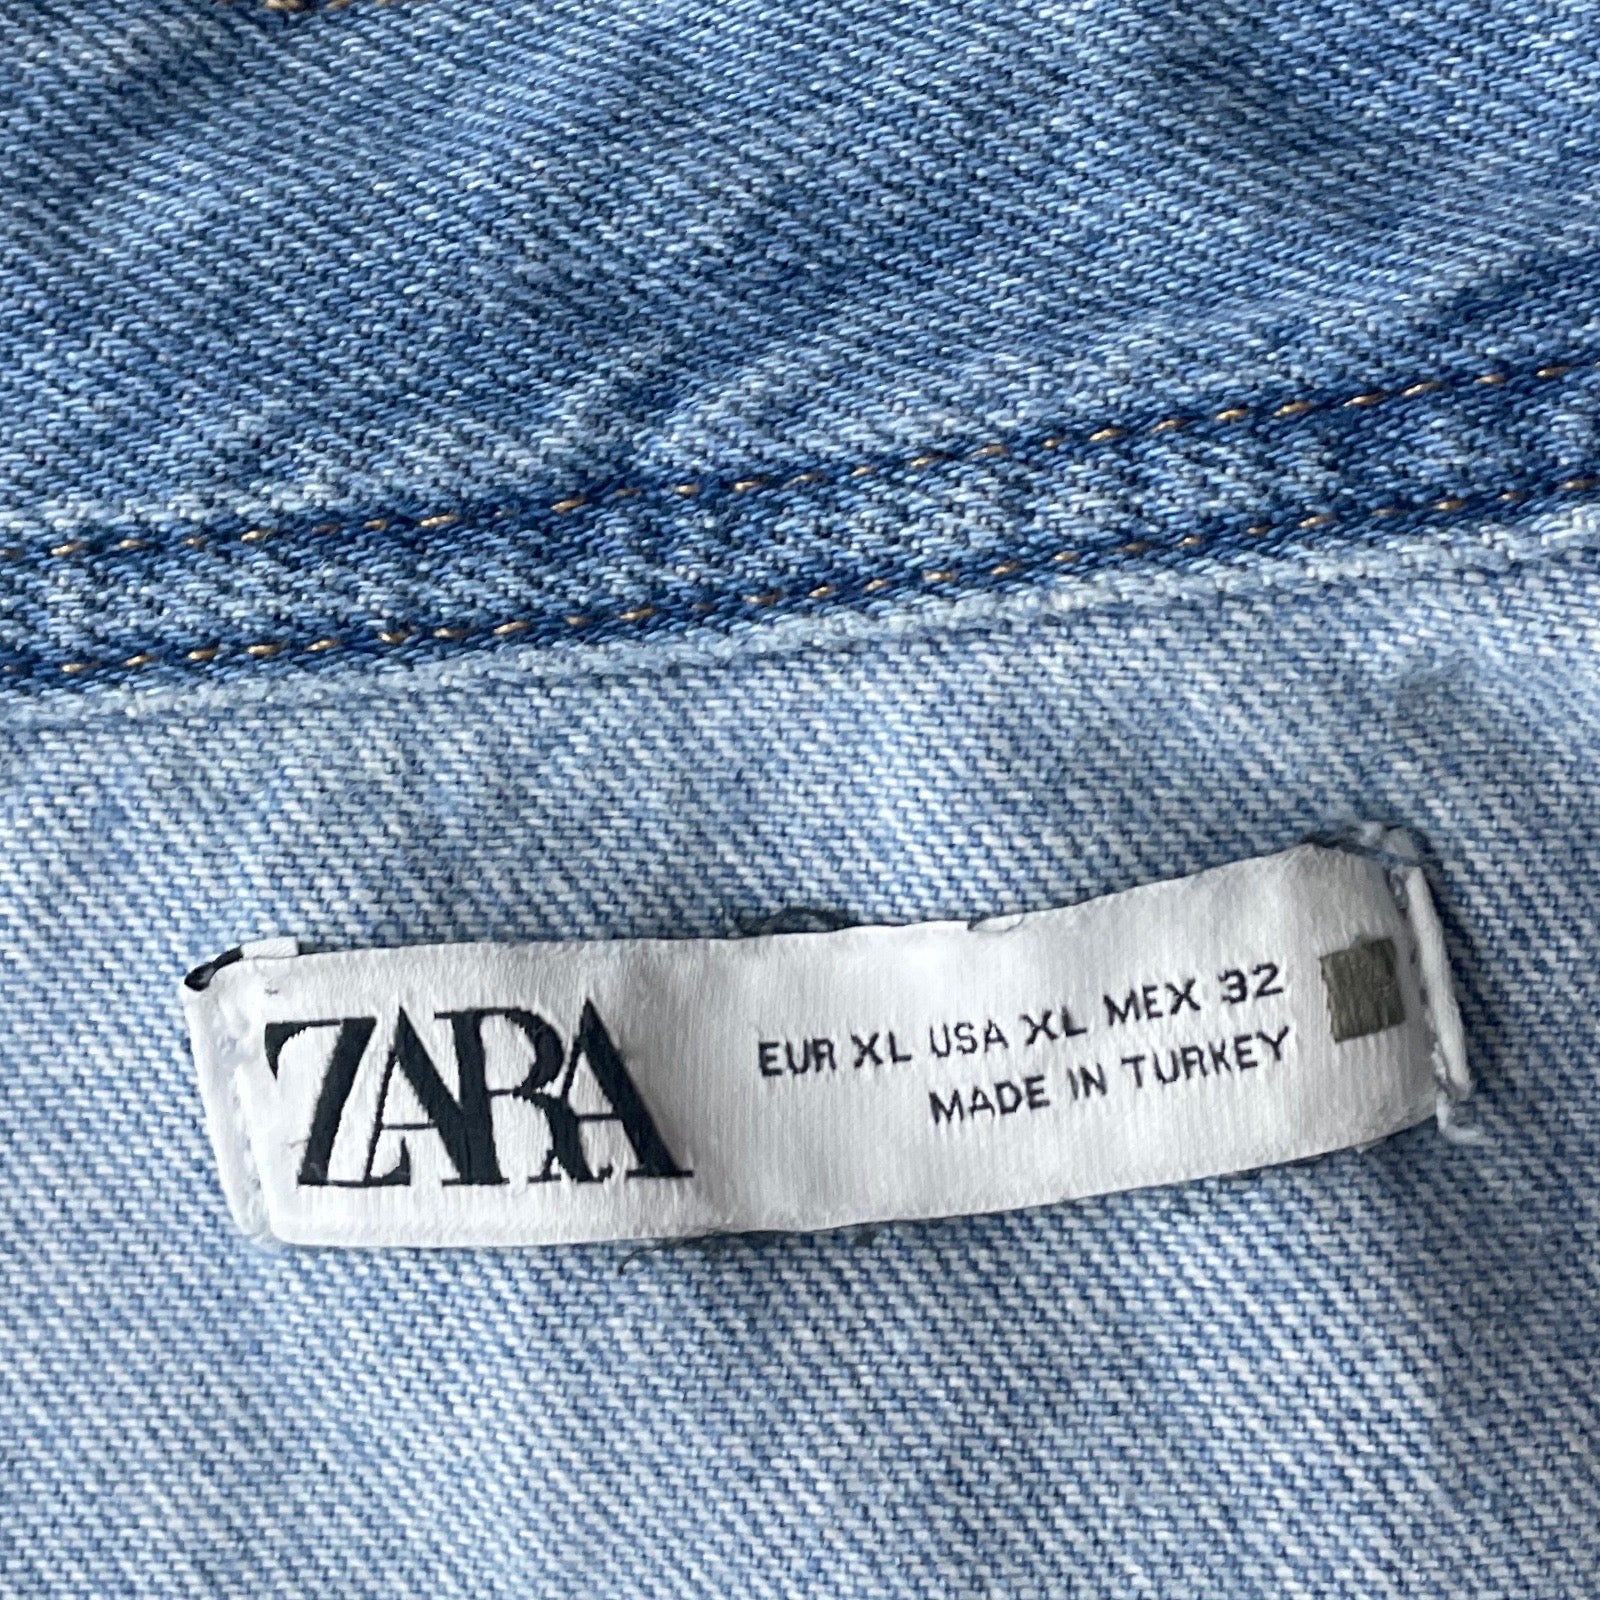 ZARA
EUR XL USA XL MEX 32
MADE IN TURKEY